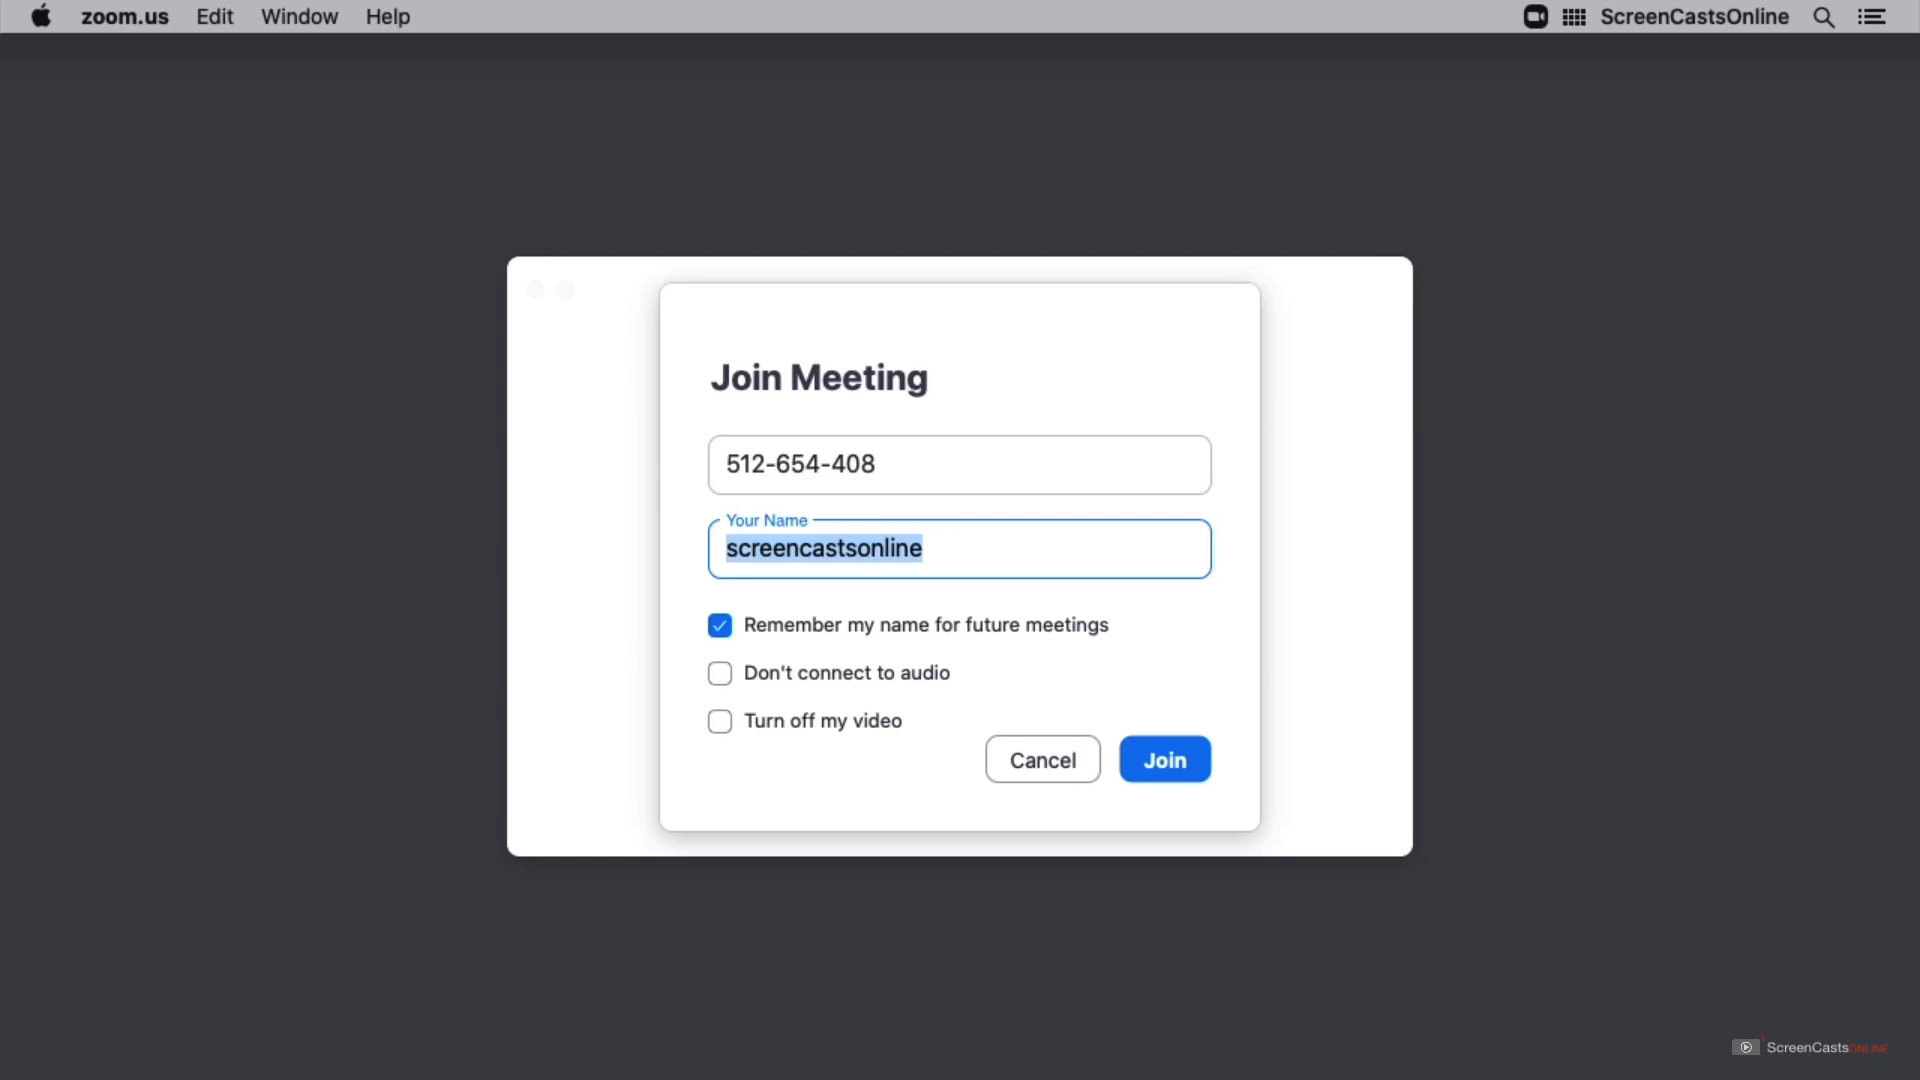 zoom.us Edit Window Help ScreenCastsOnline
Join Meeting
512-654-408
Your Name
screencastsonline
Remember my name for future meetings
Don't connect to audio
Turn off my video
Cancel Join
ScreenCastsONLINE